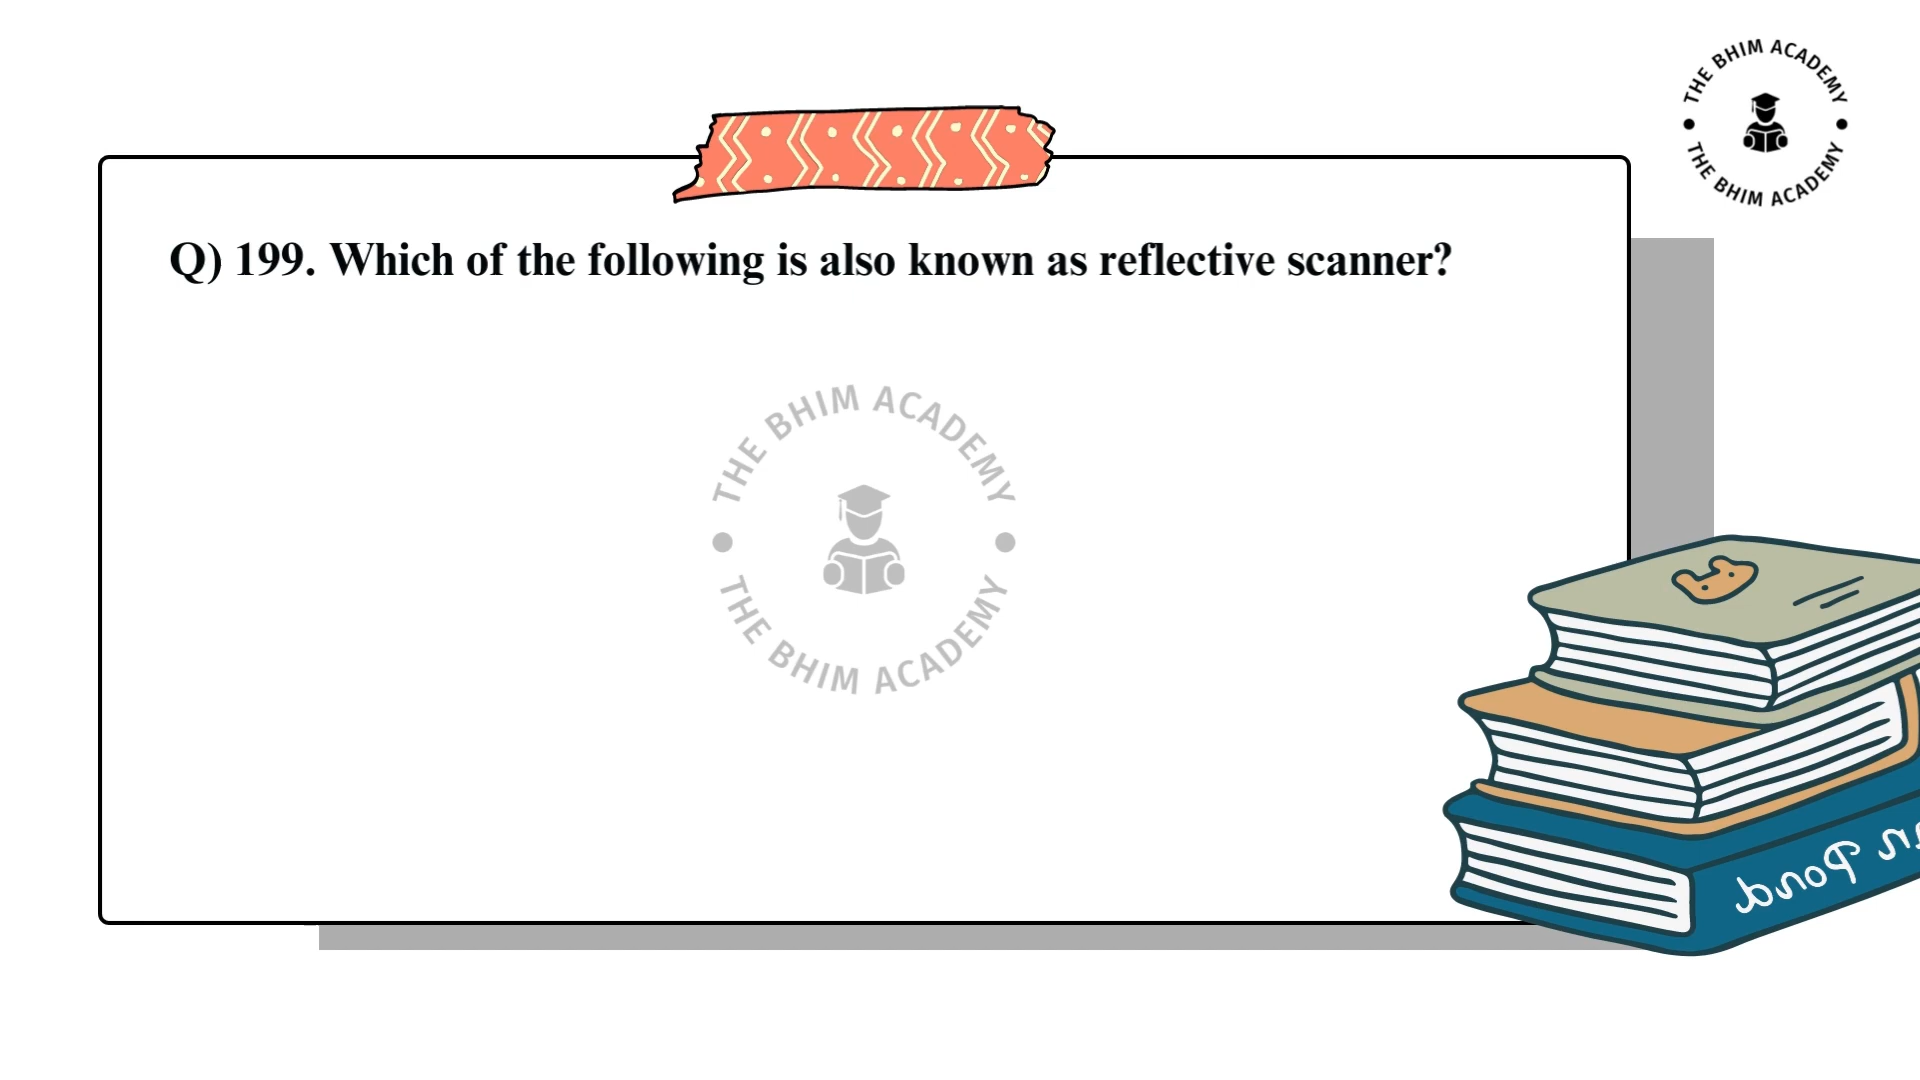 THE BHIM ACADEMY
THE BHIM ACADEMY
Q) 199. Which of the following is also known as reflective scanner?
THE BHIM ACADEMY
THE BHIM ACADEMY
Pond